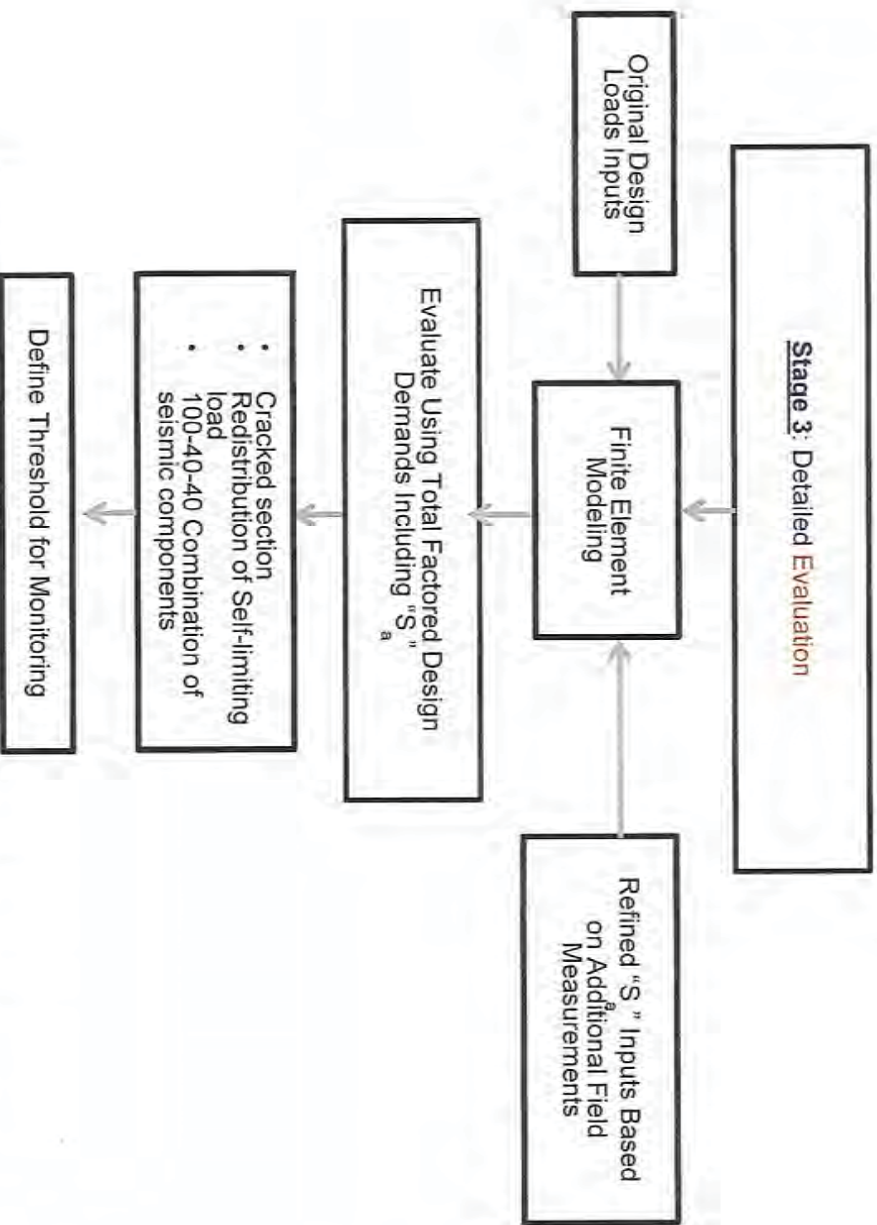 Stage 3: Detailed Evaluation
Original Design
Loads Inputs
Finite Element
Modeling
Refined “Sa” Inputs Based
on Additional Field
Measurements
Evaluate Using Total Factored Design
Demands Including “Sa”
• Cracked section
• Redistribution of Self-limiting
load
• 100-40-40 Combination of
seismic components
Define Threshold for Monitoring